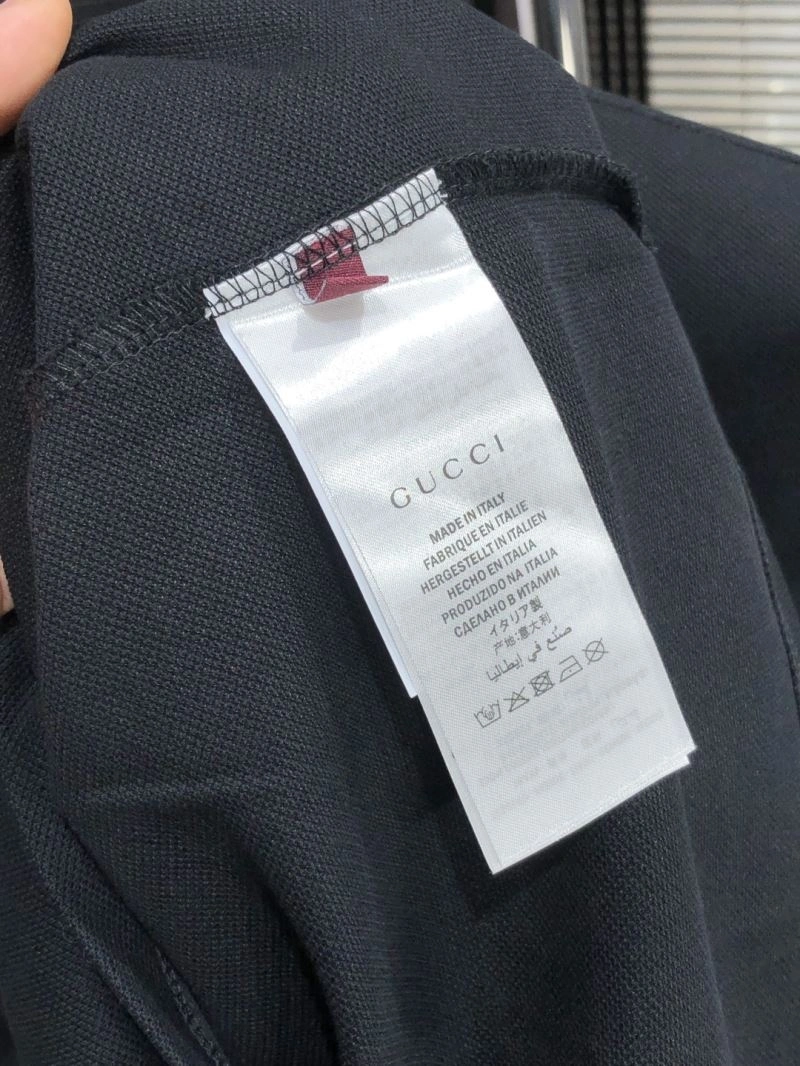 GUCCI
MADE IN ITALY
FABRIQUE EN ITALIE
HERGESTELLT IN ITALIEN
HECHO EN ITALIA
PRODUZIDO NA ITALIA
СДЕЛАНО В ИТАЛИИ
イタリア製
产地:意大利
صنع في إيطاليا